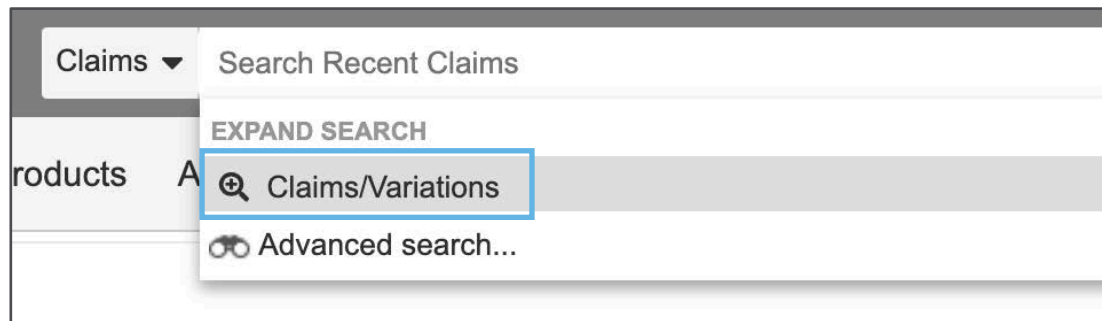 Claims Search Recent Claims
EXPAND SEARCH
roducts A Claims/Variations
Advanced search...